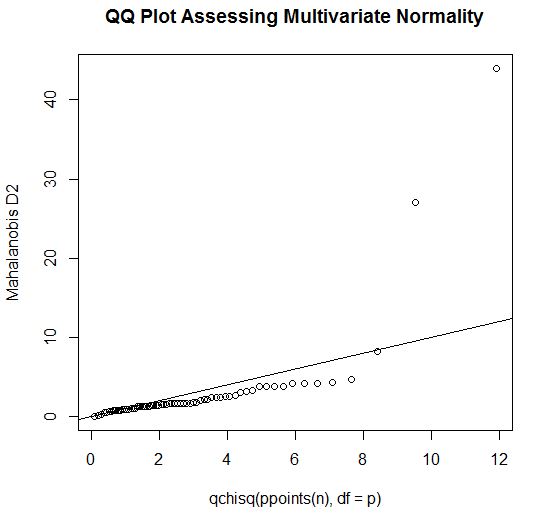 QQ Plot Assessing Multivariate Normality
Mahalanobis D2
40
30
20
10
0
0 2 4 6 8 10 12
qchisq(ppoints(n), df = p)